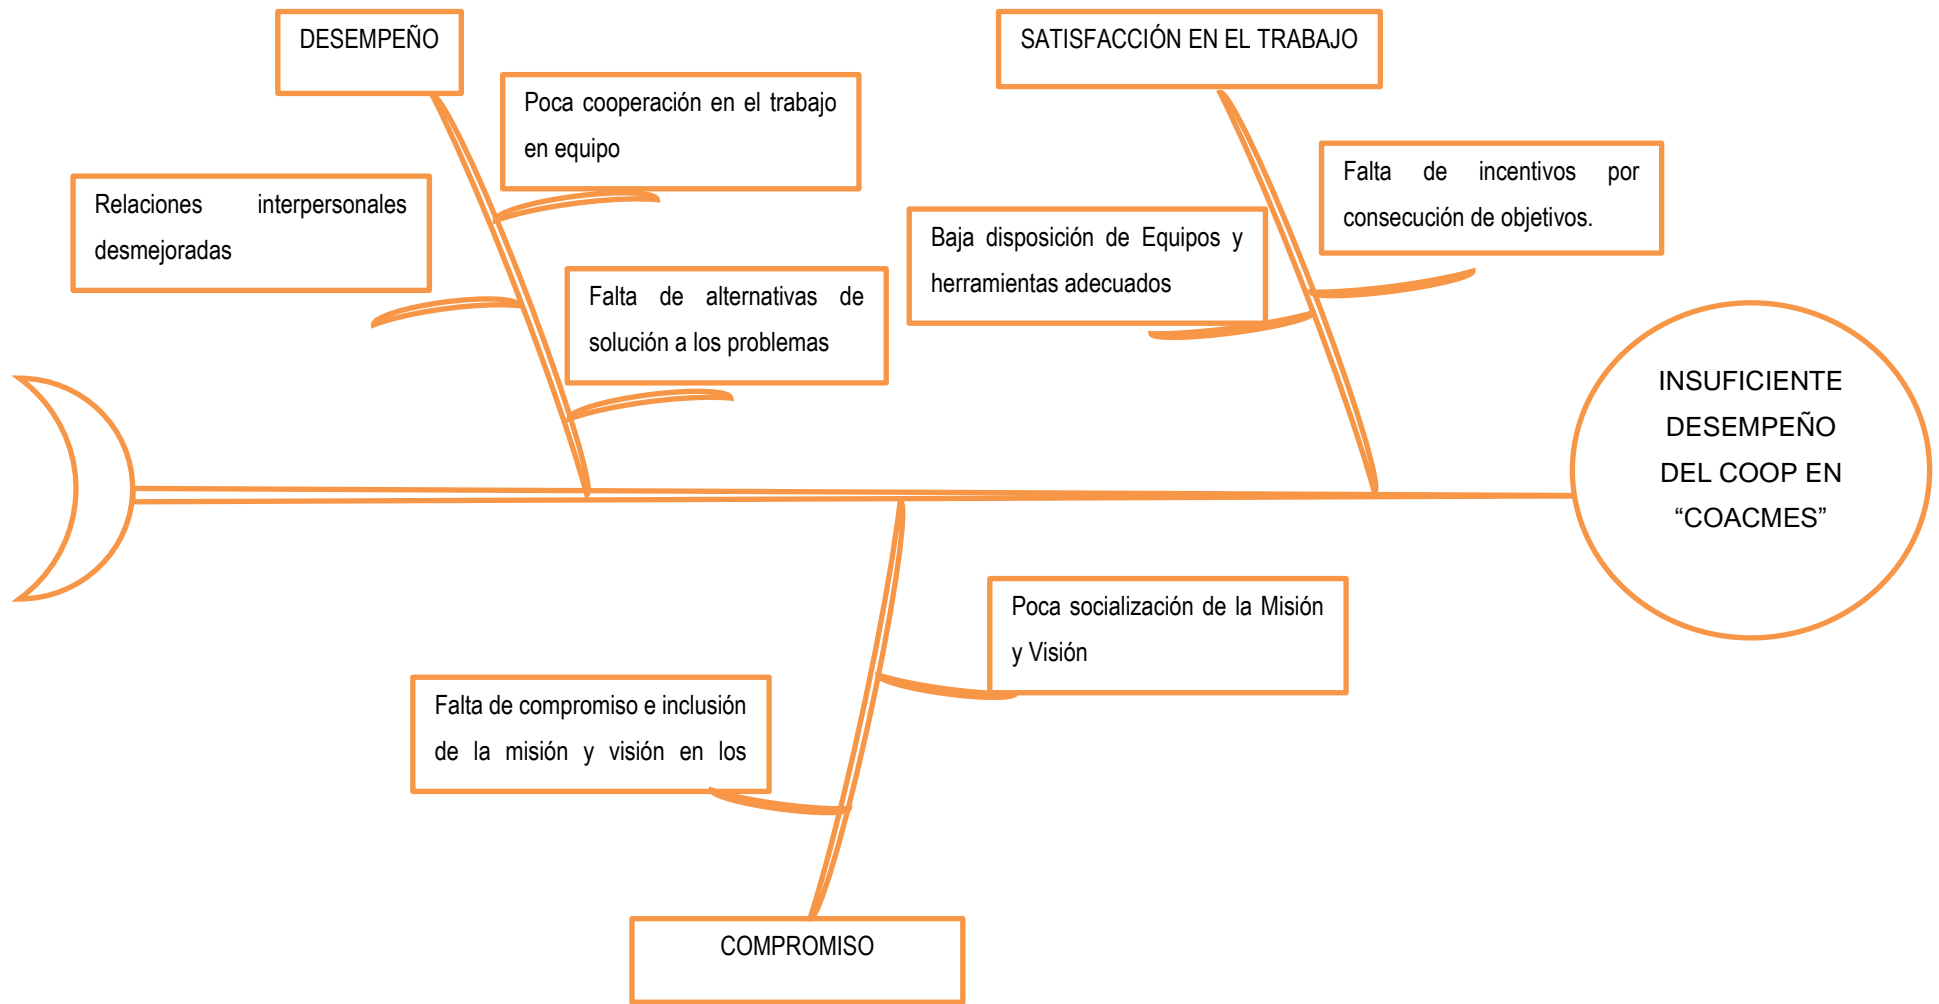 DESEMPEÑO
SATISFACCIÓN EN EL TRABAJO
Poca cooperación en el trabajo
en equipo
Relaciones interpersonales
desmejoradas
Falta de incentivos por
consecución de objetivos.
Baja disposición de Equipos y
herramientas adecuados
Falta de alternativas de
solución a los problemas
INSUFICIENTE
DESEMPEÑO
DEL COOP EN
“COACMES”
Poca socialización de la Misión
y Visión
Falta de compromiso e inclusión
de la misión y visión en los
COMPROMISO